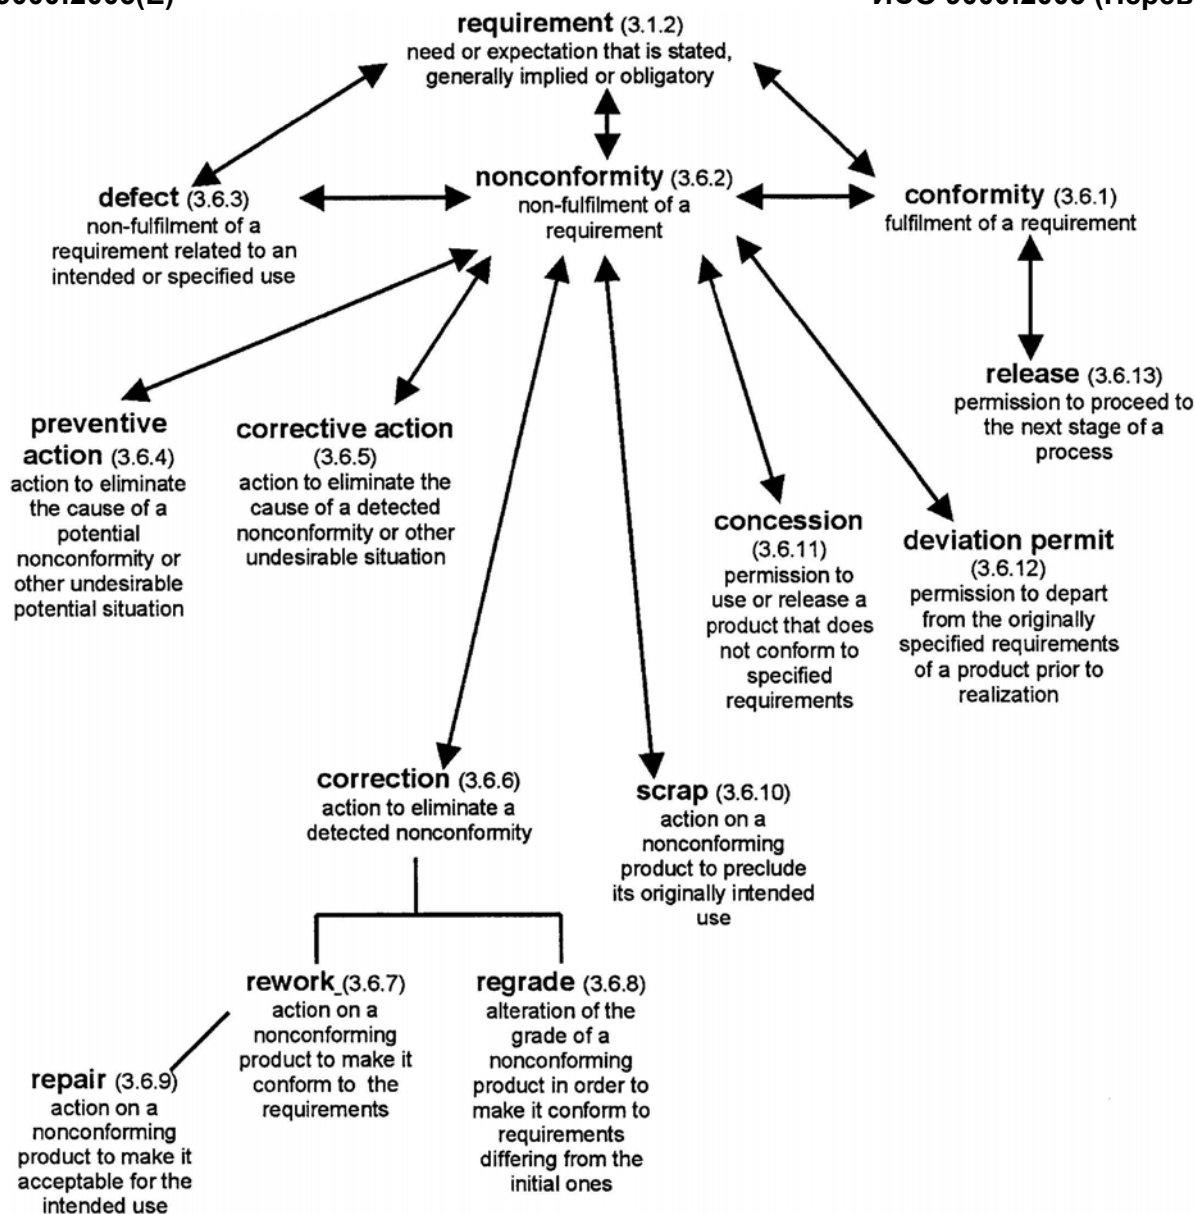 requirement (3.1.2)
need or expectation that is stated,
generally implied or obligatory
nonconformity (3.6.2)
non-fulfilment of a
requirement
defect (3.6.3)
non-fulfilment of a
requirement related to an
intended or specified use
conformity (3.6.1)
fulfilment of a requirement
release (3.6.13)
permission to proceed to
the next stage of a
process
preventive
action (3.6.4)
action to eliminate
the cause of a
potential
nonconformity or
other undesirable
potential situation
corrective action
(3.6.5)
action to eliminate the
cause of a detected
nonconformity or other
undesirable situation
concession
(3.6.11)
permission to
use or release a
product that does
not conform to
specified
requirements
deviation permit
(3.6.12)
permission to depart
from the originally
specified requirements
of a product prior to
realization
correction (3.6.6)
action to eliminate a
detected nonconformity
scrap (3.6.10)
action on a
nonconforming
product to preclude
its originally intended
use
rework (3.6.7)
action on a
nonconforming
product to make it
conform to the
requirements
regrade (3.6.8)
alteration of the
grade of a
nonconforming
product in order to
make it conform to
requirements
differing from the
initial ones
repair (3.6.9)
action on a
nonconforming
product to make it
acceptable for the
intended use